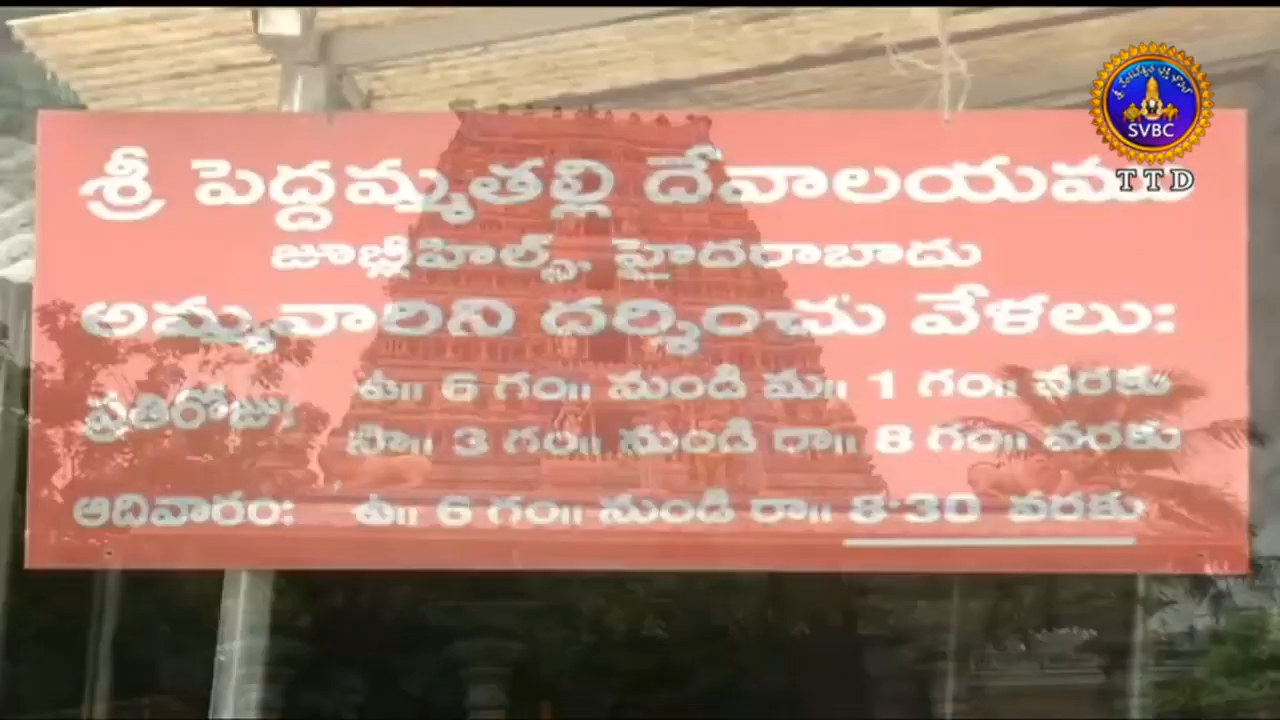 శ్రీ పెద్దమ్మతల్లి దేవాలయము
జూబ్లీహిల్స్, హైదరాబాదు
అమ్మవారిని దర్శించు వేళలు:
ప్రతిరోజు: ఉ॥ 6 గం॥ నుండి మ॥ 1 గం॥ వరకు
సా॥ 3 గం॥ నుండి రా॥ 8 గం॥ వరకు
ఆదివారం: ఉ॥ 6 గం॥ నుండి రా॥ 8-30 వరకు
SVBC
TTD